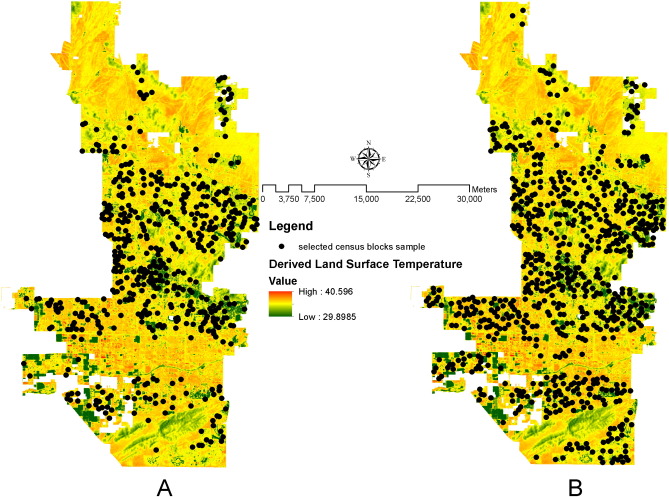 N
W E
S
0 3,750 7,500 15,000 22,500 30,000 Meters
Legend
selected census blocks sample
Derived Land Surface Temperature
Value
High : 40.596
Low : 29.8985
A B